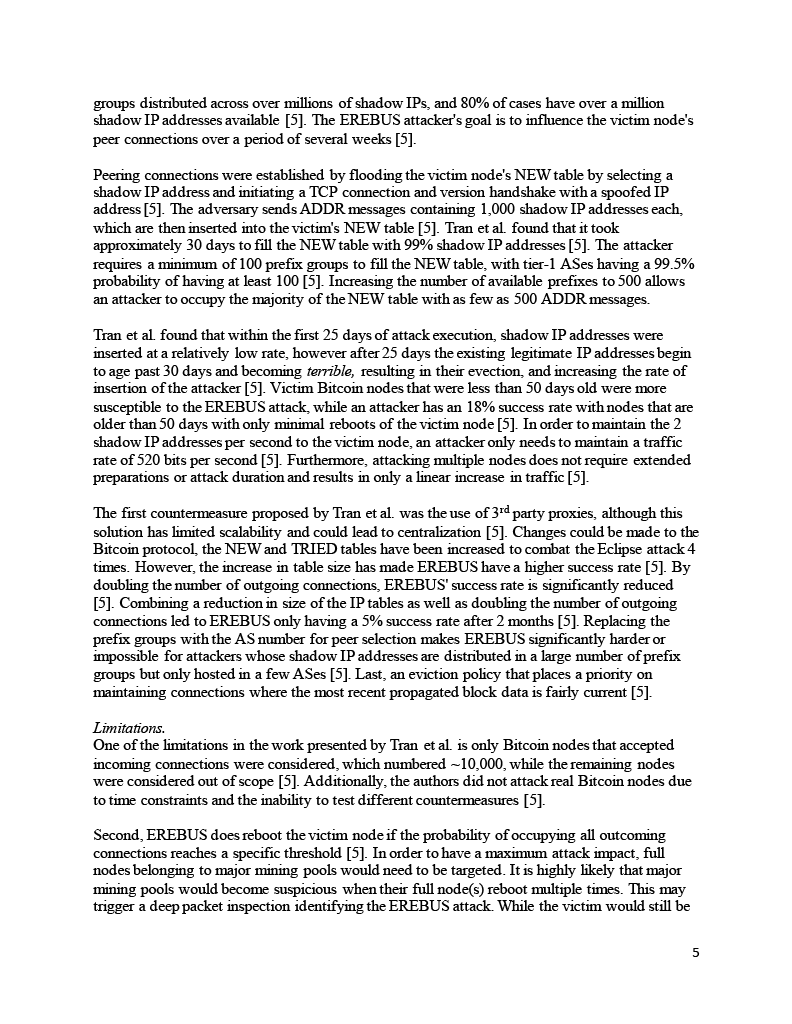 groups distributed across over millions of shadow IPs, and 80% of cases have over a million
shadow IP addresses available [5]. The EREBUS attacker's goal is to influence the victim node's
peer connections over a period of several weeks [5].
Peering connections were established by flooding the victim node's NEW table by selecting a
shadow IP address and initiating a TCP connection and version handshake with a spoofed IP
address [5]. The adversary sends ADDR messages containing 1,000 shadow IP addresses each,
which are then inserted into the victim's NEW table [5]. Tran et al. found that it took
approximately 30 days to fill the NEW table with 99% shadow IP addresses [5]. The attacker
requires a minimum of 100 prefix groups to fill the NEW table, with tier-1 ASes having a 99.5%
probability of having at least 100 [5]. Increasing the number of available prefixes to 500 allows
an attacker to occupy the majority of the NEW table with as few as 500 ADDR messages.
Tran et al. found that within the first 25 days of attack execution, shadow IP addresses were
inserted at a relatively low rate, however after 25 days the existing legitimate IP addresses begin
to age past 30 days and becoming terrible, resulting in their evection, and increasing the rate of
insertion of the attacker [5]. Victim Bitcoin nodes that were less than 50 days old were more
susceptible to the EREBUS attack, while an attacker has an 18% success rate with nodes that are
older than 50 days with only minimal reboots of the victim node [5]. In order to maintain the 2
shadow IP addresses per second to the victim node, an attacker only needs to maintain a traffic
rate of 520 bits per second [5]. Furthermore, attacking multiple nodes does not require extended
preparations or attack duration and results in only a linear increase in traffic [5].
The first countermeasure proposed by Tran et al. was the use of 3rd party proxies, although this
solution has limited scalability and could lead to centralization [5]. Changes could be made to the
Bitcoin protocol, the NEW and TRIED tables have been increased to combat the Eclipse attack 4
times. However, the increase in table size has made EREBUS have a higher success rate [5]. By
doubling the number of outgoing connections, EREBUS' success rate is significantly reduced
[5]. Combining a reduction in size of the IP tables as well as doubling the number of outgoing
connections led to EREBUS only having a 5% success rate after 2 months [5]. Replacing the
prefix groups with the AS number for peer selection makes EREBUS significantly harder or
impossible for attackers whose shadow IP addresses are distributed in a large number of prefix
groups but only hosted in a few ASes [5]. Last, an eviction policy that places a priority on
maintaining connections where the most recent propagated block data is fairly current [5].
Limitations.
One of the limitations in the work presented by Tran et al. is only Bitcoin nodes that accepted
incoming connections were considered, which numbered ~10,000, while the remaining nodes
were considered out of scope [5]. Additionally, the authors did not attack real Bitcoin nodes due
to time constraints and the inability to test different countermeasures [5].
Second, EREBUS does reboot the victim node if the probability of occupying all outcoming
connections reaches a specific threshold [5]. In order to have a maximum attack impact, full
nodes belonging to major mining pools would need to be targeted. It is highly likely that major
mining pools would become suspicious when their full node(s) reboot multiple times. This may
trigger a deep packet inspection identifying the EREBUS attack. While the victim would still be
5